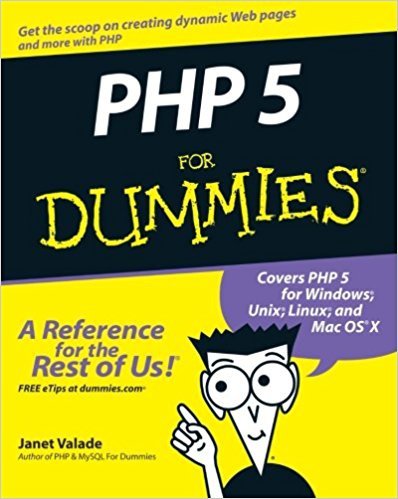 Get the scoop on creating dynamic Web pages
and more with PHP
PHP 5
FOR
DUMMIES®
Covers PHP 5
for Windows®,
Unix®, Linux®, and
Mac OS® X
A Reference
for the
Rest of Us!®
FREE eTips at dummies.com®
Janet Valade
Author of PHP & MySQL For Dummies